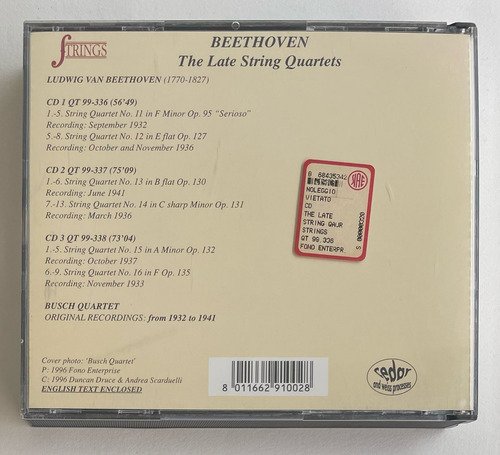 STRINGS
BEETHOVEN
The Late String Quartets
LUDWIG VAN BEETHOVEN (1770-1827)
CD 1 QT 99-336 (56'49)
1.-5. String Quartet No. 11 in F Minor Op. 95 "Serioso"
Recording: September 1932
5.-8. String Quartet No. 12 in E flat Op. 127
Recording: October and November 1936
CD 2 QT 99-337 (75'09)
1.-6. String Quartet No. 13 in B flat Op. 130
Recording: June 1941
7.-13. String Quartet No. 14 in C sharp Minor Op. 131
Recording: March 1936
CD 3 QT 99-338 (73'04)
1.-5. String Quartet No. 15 in A Minor Op. 132
Recording: October 1937
6.-9. String Quartet No. 16 in F Op. 135
Recording: November 1933
BUSCH QUARTET
ORIGINAL RECORDINGS: from 1932 to 1941
NOLEGGIO
VIETATO
CD
THE LATE
STRING QAUR
STRINGS
QT 99 336
FONO ENTERPR.
Cover photo: 'Busch Quartet'
P: 1996 Fono Enterprise
C: 1996 Duncan Druce & Andrea Scarduelli
ENGLISH TEXT ENCLOSED
8 011662 910028
cedar
and weiss processes